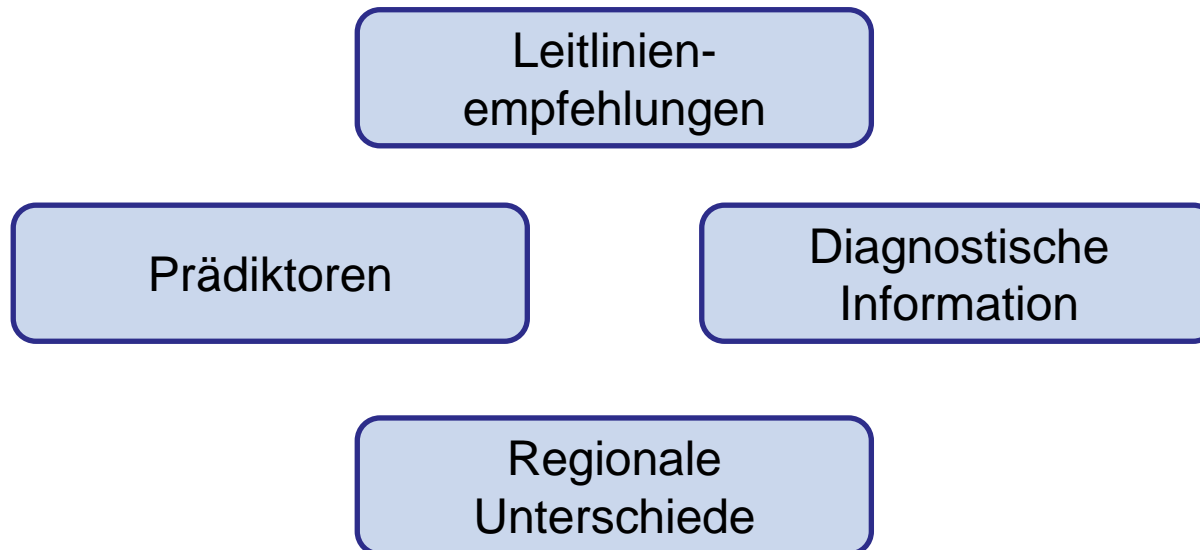 Leitlinien-
empfehlungen
Prädiktoren
Diagnostische
Information
Regionale
Unterschiede